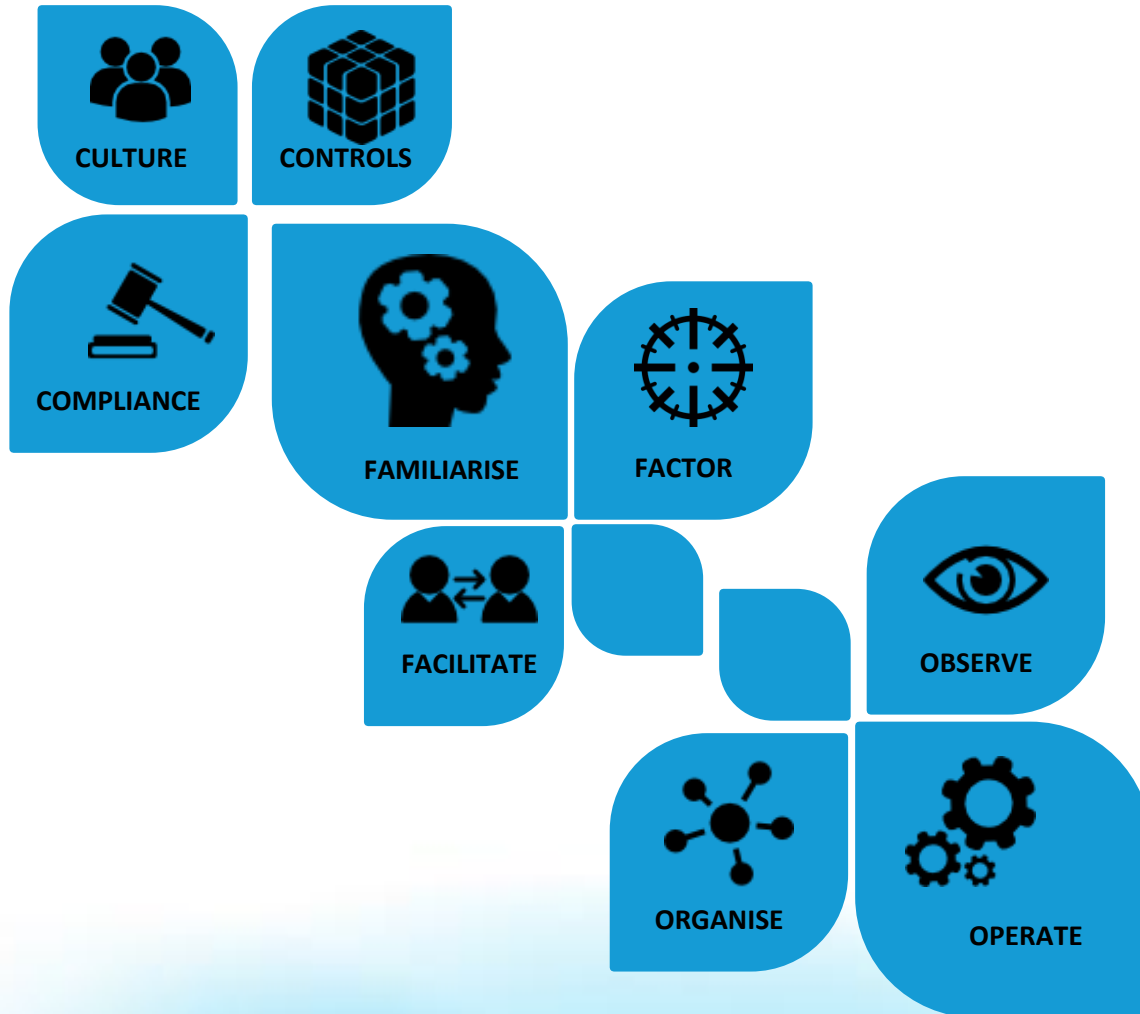 CULTURE
CONTROLS
COMPLIANCE
FAMILIARISE
FACTOR
FACILITATE
OBSERVE
ORGANISE
OPERATE